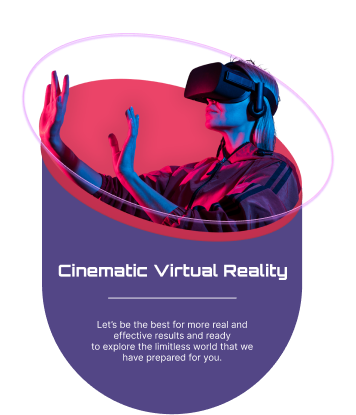 Cinematic Virtual Reality
Let's be the best for more real and
effective results and ready
to explore the limitless world that we
have prepared for you.